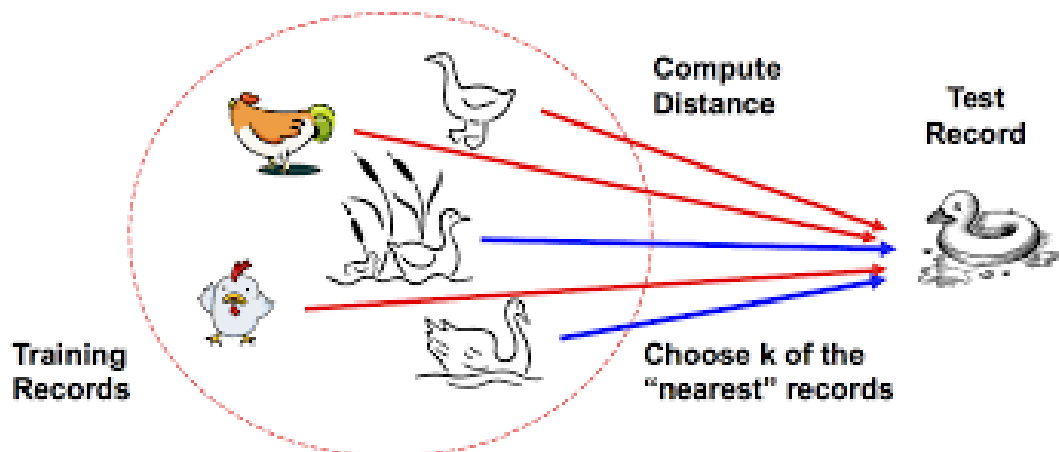 Compute
Distance
Test
Record
Training
Records
Choose k of the
“nearest” records